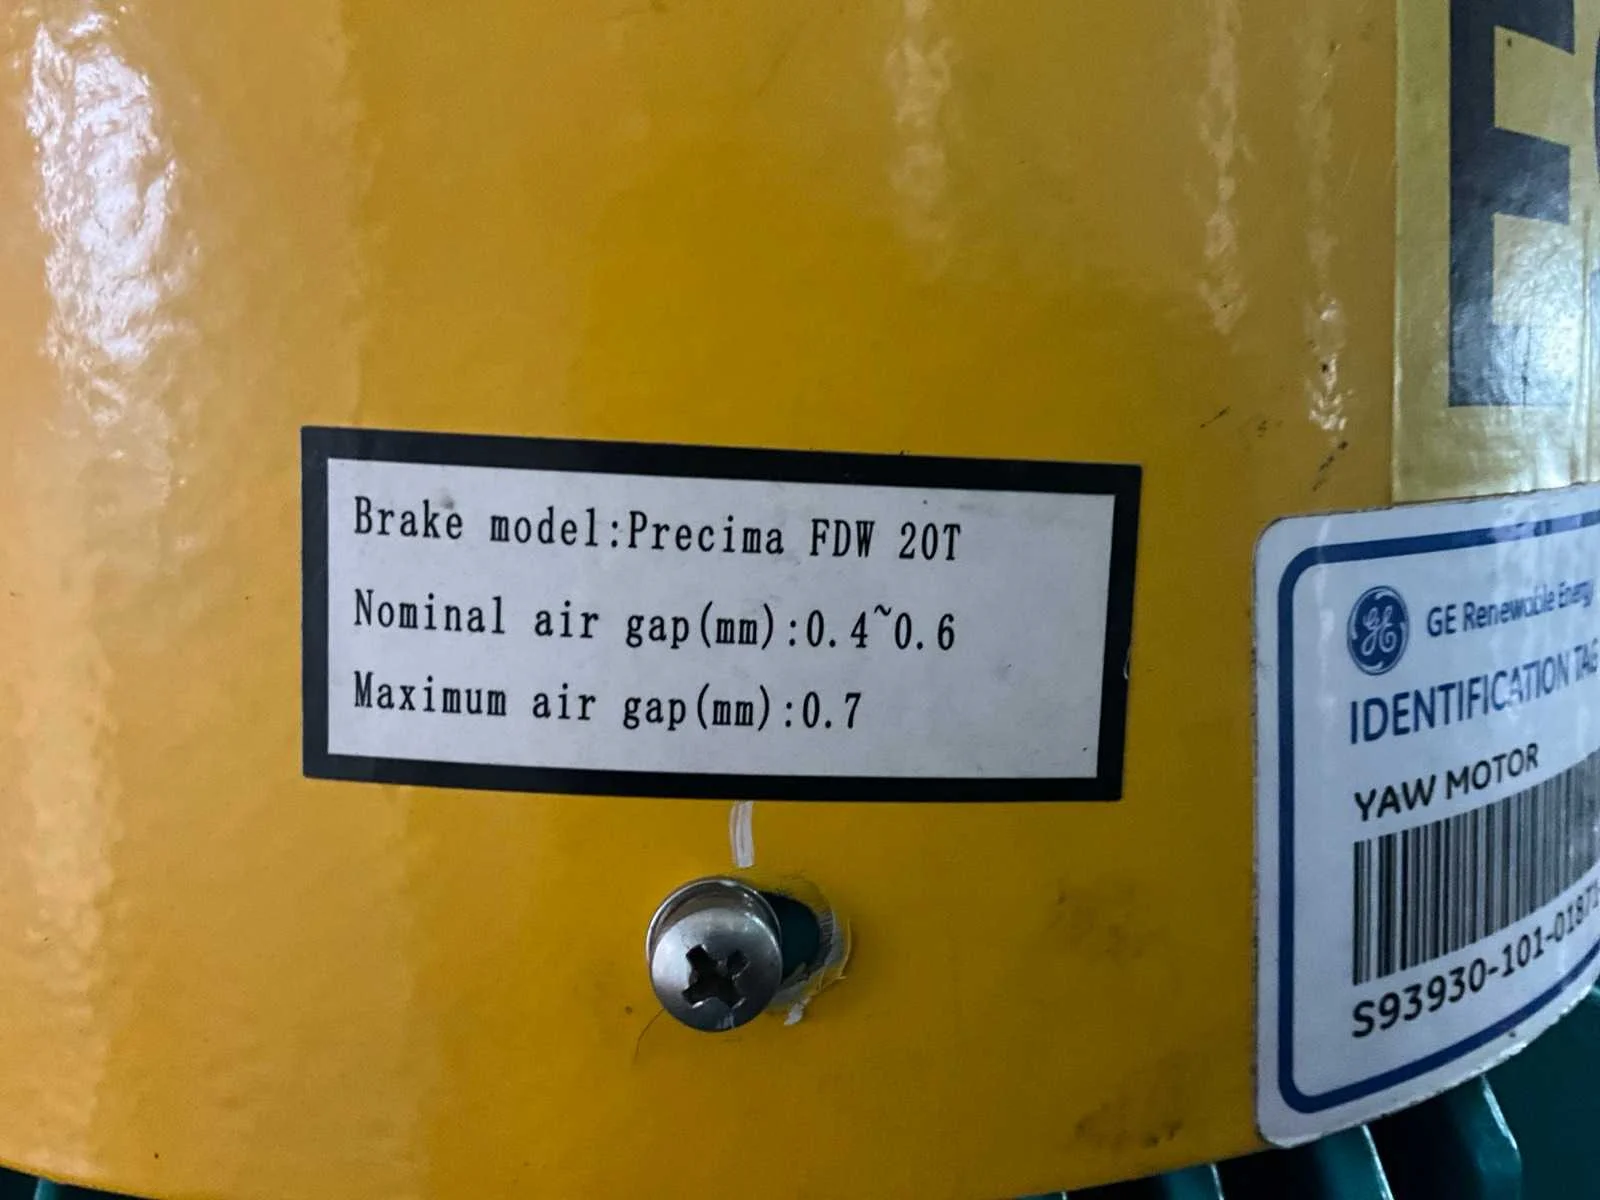 Brake model:Precima FDW 20T
Nominal air gap(mm):0.4~0.6
Maximum air gap(mm):0.7
GE Renewable Energy
IDENTIFICATION TAG
YAW MOTOR
S93930-101-01871